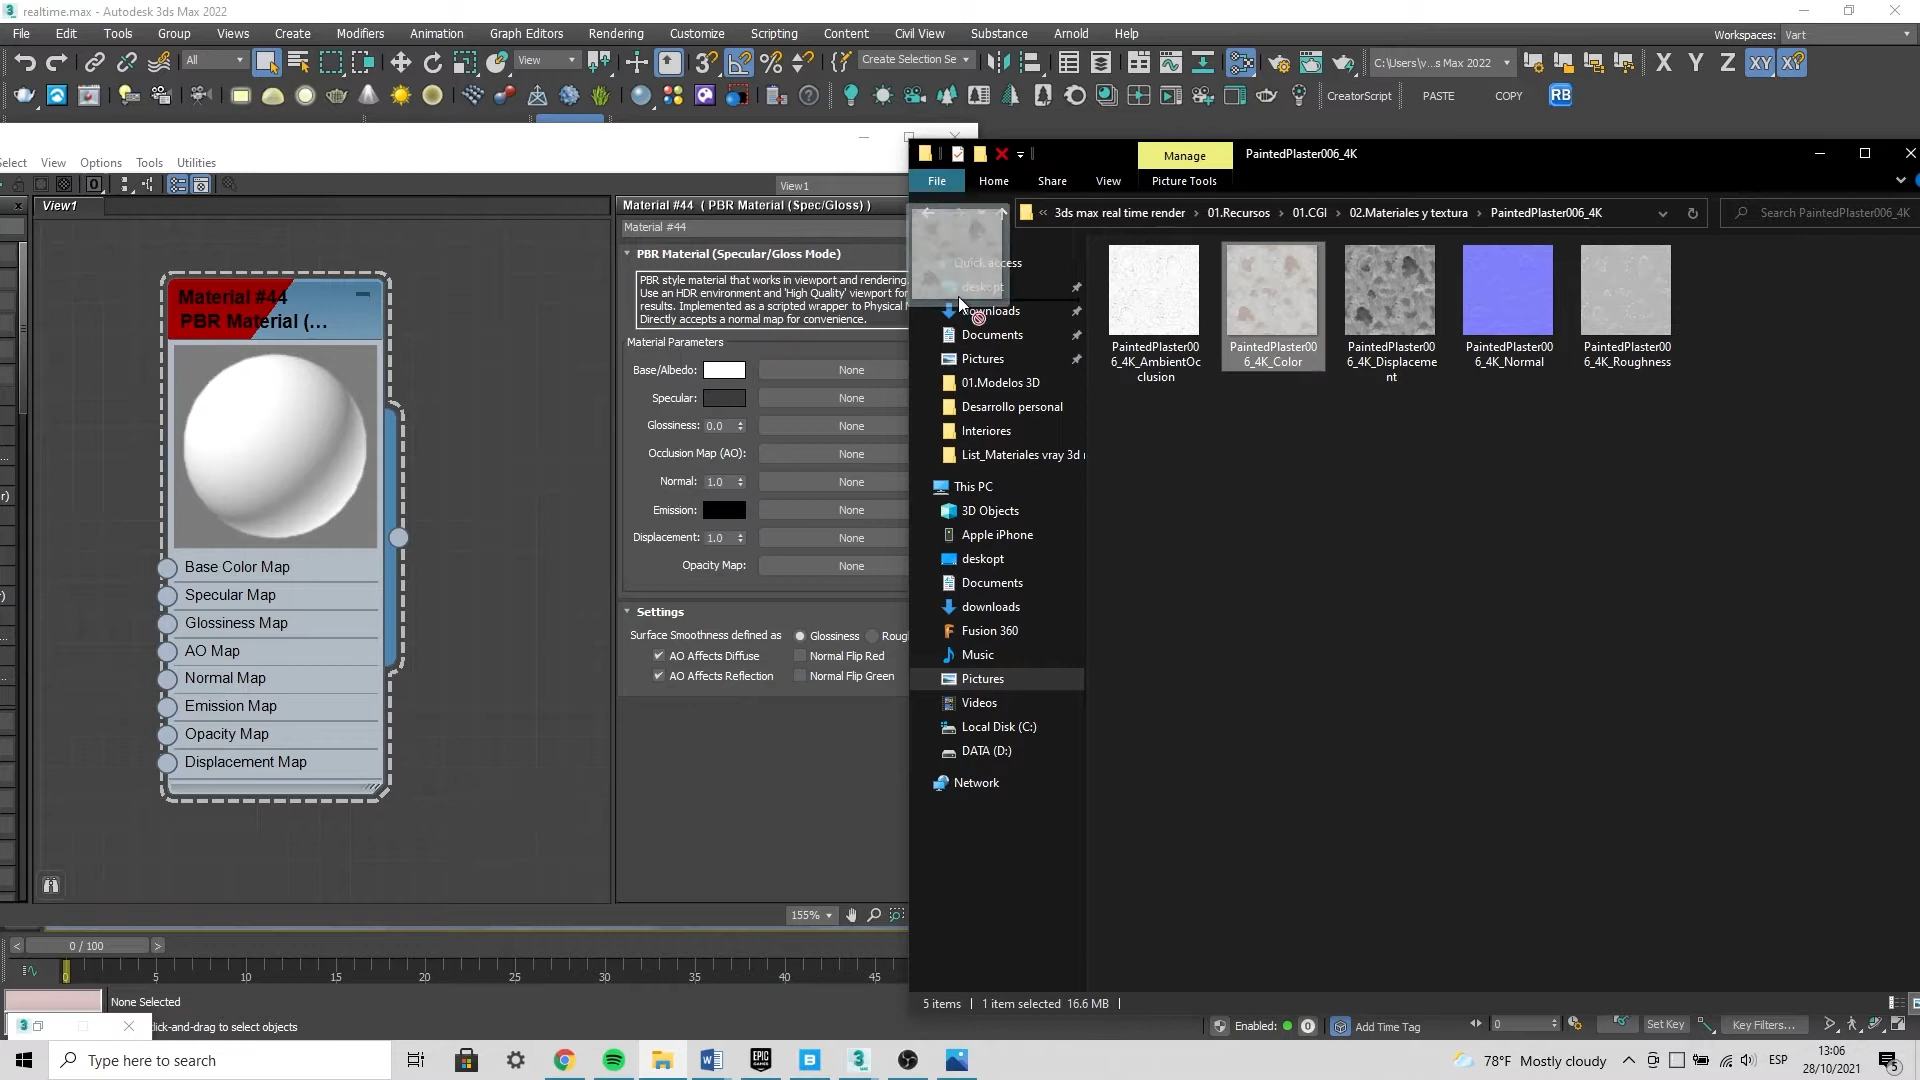 realtime.max - Autodesk 3ds Max 2022
File Edit Tools Group Views Create Modifiers Animation Graph Editors Rendering Customize Scripting Content Civil View Substance Arnold Help
Workspaces: Vart
All View Create Selection Se C:\Users\v...s Max 2022 X Y Z XY
CreatorScript PASTE COPY RB
Select View Options Tools Utilities
View1
View1
Material #44
PBR Material (...
Base Color Map
Specular Map
Glossiness Map
AO Map
Normal Map
Emission Map
Opacity Map
Displacement Map
Material #44 ( PBR Material (Spec/Gloss) )
Material #44
PBR Material (Specular/Gloss Mode)
PBR style material that works in viewport and rendering.
Use an HDR environment and 'High Quality' viewport for
results. Implemented as a scripted wrapper to Physical M
Directly accepts a normal map for convenience.
Material Parameters
Base/Albedo: None
Specular: None
Glossiness: 0.0 None
Occlusion Map (AO): None
Normal: 1.0 None
Emission: None
Displacement: 1.0 None
Opacity Map: None
Settings
Surface Smoothness defined as Glossiness Rough
AO Affects Diffuse Normal Flip Red
AO Affects Reflection Normal Flip Green
155%
Manage PaintedPlaster006_4K
File Home Share View Picture Tools
« 3ds max real time render › 01.Recursos › 01.CGI › 02.Materiales y textura › PaintedPlaster006_4K
Search PaintedPlaster006_4K
Quick access
deskopt
downloads
Documents
Pictures
01.Modelos 3D
Desarrollo personal
Interiores
List_Materiales vray 3d
This PC
3D Objects
Apple iPhone
deskopt
Documents
downloads
Fusion 360
Music
Pictures
Videos
Local Disk (C:)
DATA (D:)
Network
PaintedPlaster00
6_4K_AmbientOc
clusion
PaintedPlaster00
6_4K_Color
PaintedPlaster00
6_4K_Displaceme
nt
PaintedPlaster00
6_4K_Normal
PaintedPlaster00
6_4K_Roughness
5 items 1 item selected 16.6 MB
< 0 / 100 >
0 5 10 15 20 25 30 35 40 45
None Selected
click-and-drag to select objects
Enabled: 0 Add Time Tag 0 Set Key Key Filters...
Type here to search
78°F Mostly cloudy ESP
13:06
28/10/2021
5